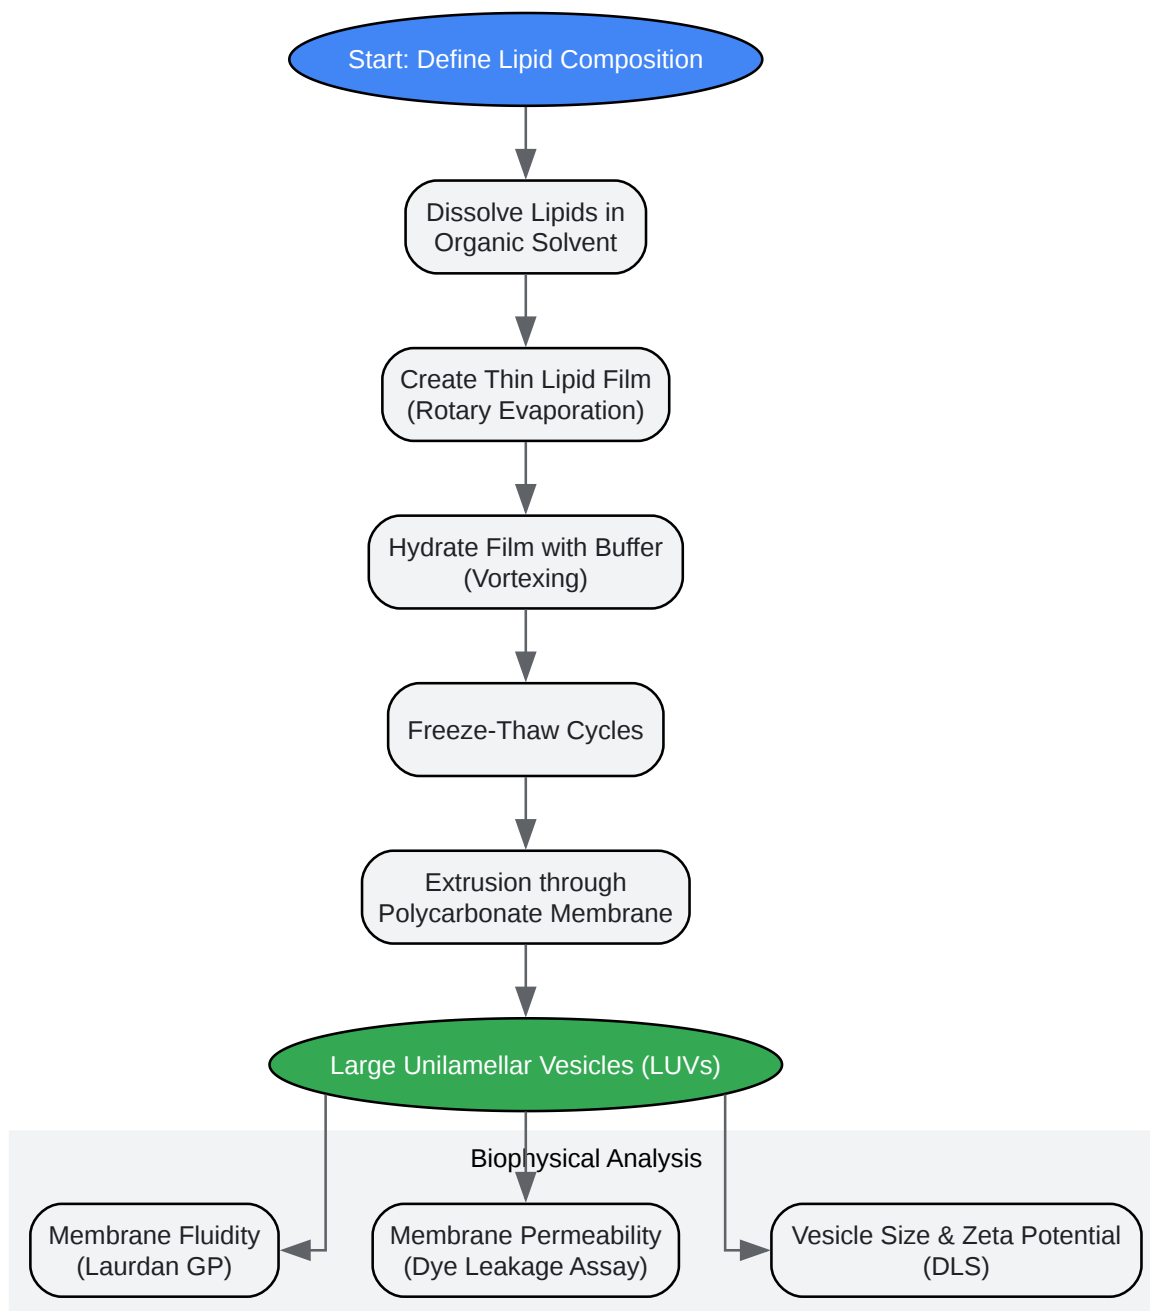 Start: Define Lipid Composition
Dissolve Lipids in
Organic Solvent
Create Thin Lipid Film
(Rotary Evaporation)
Hydrate Film with Buffer
(Vortexing)
Freeze-Thaw Cycles
Extrusion through
Polycarbonate Membrane
Large Unilamellar Vesicles (LUVs)
Biophysical Analysis
Membrane Fluidity
(Laurdan GP)
Membrane Permeability
(Dye Leakage Assay)
Vesicle Size & Zeta Potential
(DLS)